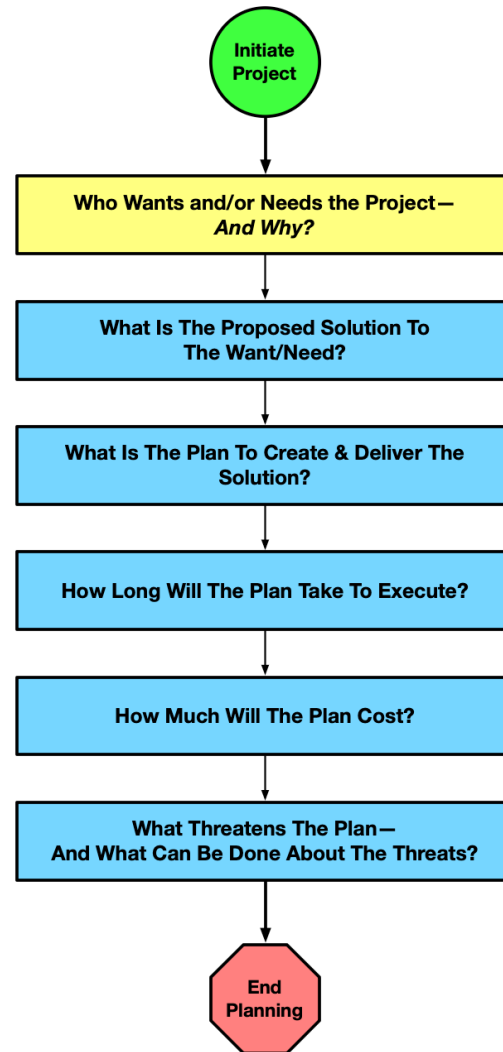 Initiate
Project
Who Wants and/or Needs the Project—
And Why?
What Is The Proposed Solution To
The Want/Need?
What Is The Plan To Create & Deliver The
Solution?
How Long Will The Plan Take To Execute?
How Much Will The Plan Cost?
What Threatens The Plan—
And What Can Be Done About The Threats?
End
Planning